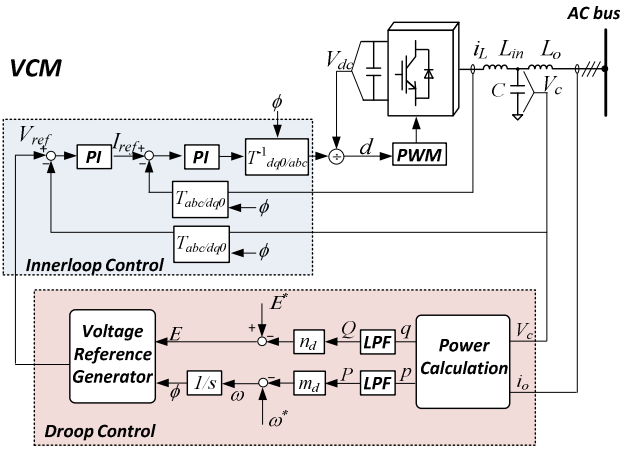 AC bus
VCM
V_dc
i_L
L_in
L_o
C
V_c
ϕ
V_ref
+
−
PI
I_ref
+
−
PI
T^-1_dq0/abc
÷
d
PWM
T_abc/dq0
ϕ
T_abc/dq0
ϕ
Innerloop Control
E*
+
−
E
n_d
Q
LPF
q
V_c
Voltage Reference Generator
Power Calculation
ϕ
1/s
ω
−
m_d
P
LPF
p
i_o
ω*
Droop Control